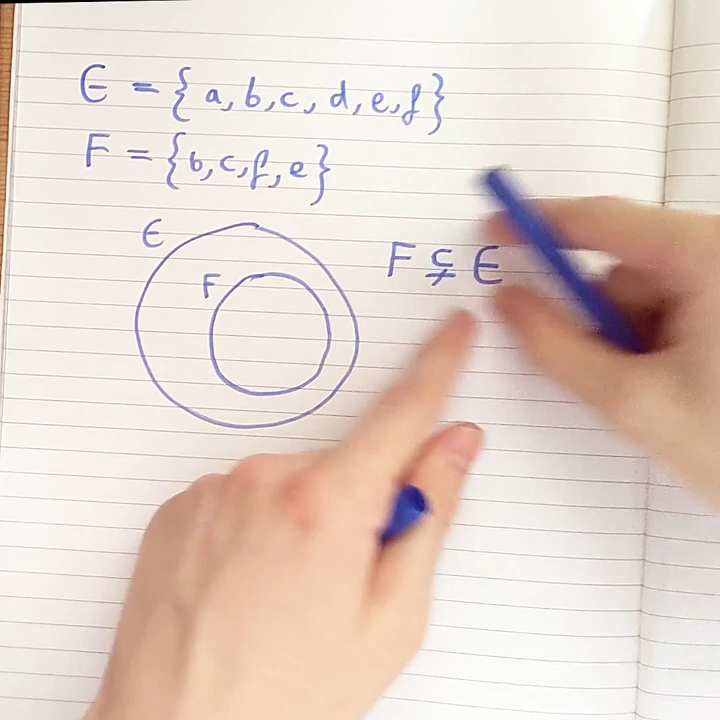 E = {a, b, c, d, e, f}
F = {b, c, f, e}
E
F
F ⊊ E